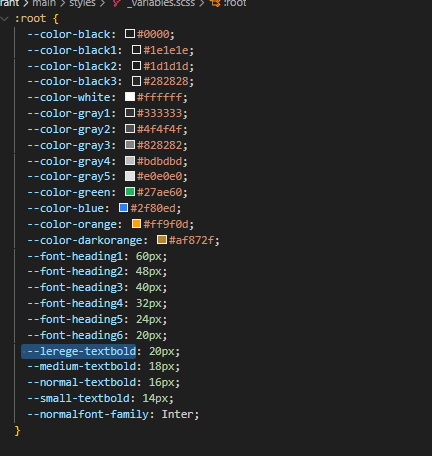 rant > main > styles > _variables.scss > :root
:root {
--color-black: #0000;
--color-black1: #1e1e1e;
--color-black2: #1d1d1d;
--color-black3: #282828;
--color-white: #ffffff;
--color-gray1: #333333;
--color-gray2: #4f4f4f;
--color-gray3: #828282;
--color-gray4: #bdbdbd;
--color-gray5: #e0e0e0;
--color-green: #27ae60;
--color-blue: #2f80ed;
--color-orange: #ff9f0d;
--color-darkorange: #af872f;
--font-heading1: 60px;
--font-heading2: 48px;
--font-heading3: 40px;
--font-heading4: 32px;
--font-heading5: 24px;
--font-heading6: 20px;
--lerege-textbold: 20px;
--medium-textbold: 18px;
--normal-textbold: 16px;
--small-textbold: 14px;
--normalfont-family: Inter;
}